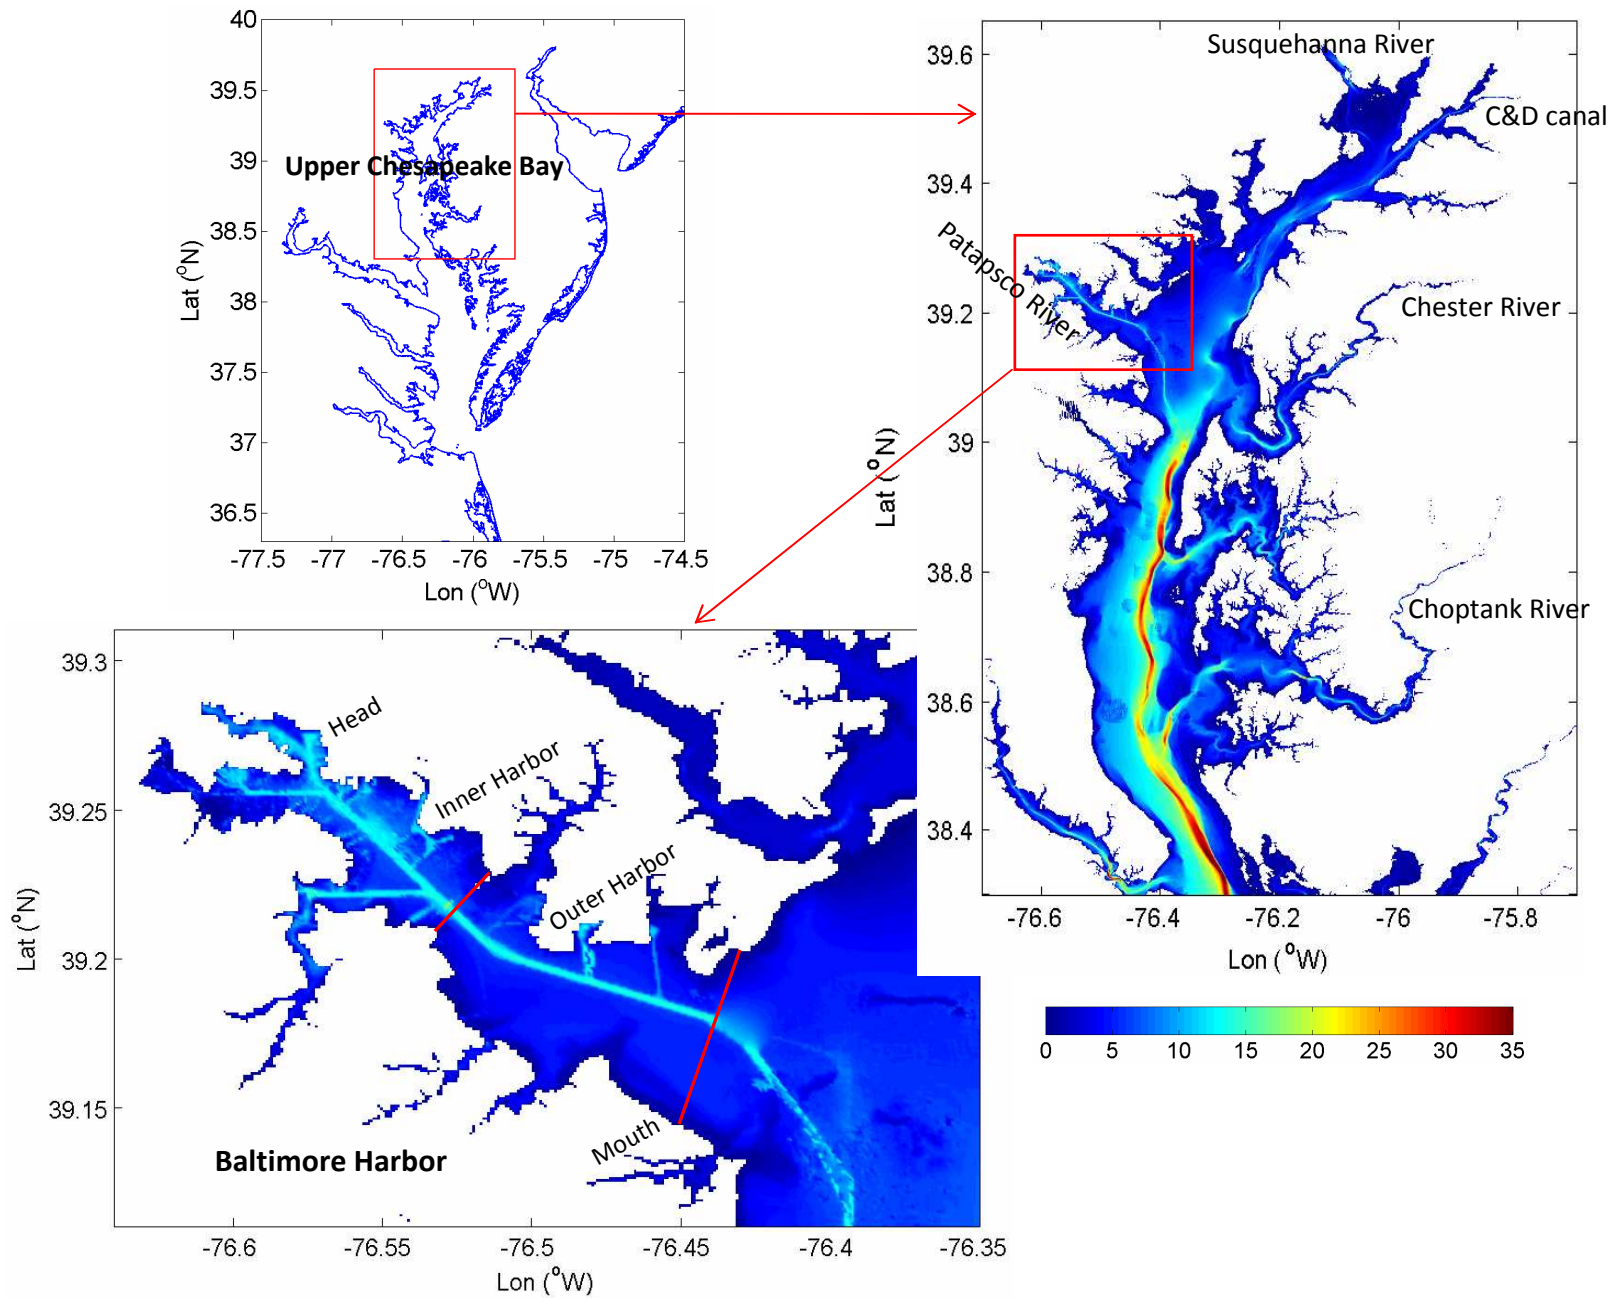 40
39.5
39
38.5
38
37.5
37
36.5
-77.5
-77
-76.5
-76
-75.5
-75
-74.5
Lat (°N)
Lon (°W)
Upper Chesapeake Bay
39.6
39.4
39.2
39
38.8
38.6
38.4
-76.6
-76.4
-76.2
-76
-75.8
Lat (°N)
Lon (°W)
Susquehanna River
C&D canal
Patapsco River
Chester River
Choptank River
0
5
10
15
20
25
30
35
39.3
39.25
39.2
39.15
-76.6
-76.55
-76.5
-76.45
-76.4
-76.35
Lat (°N)
Lon (°W)
Head
Inner Harbor
Outer Harbor
Mouth
Baltimore Harbor